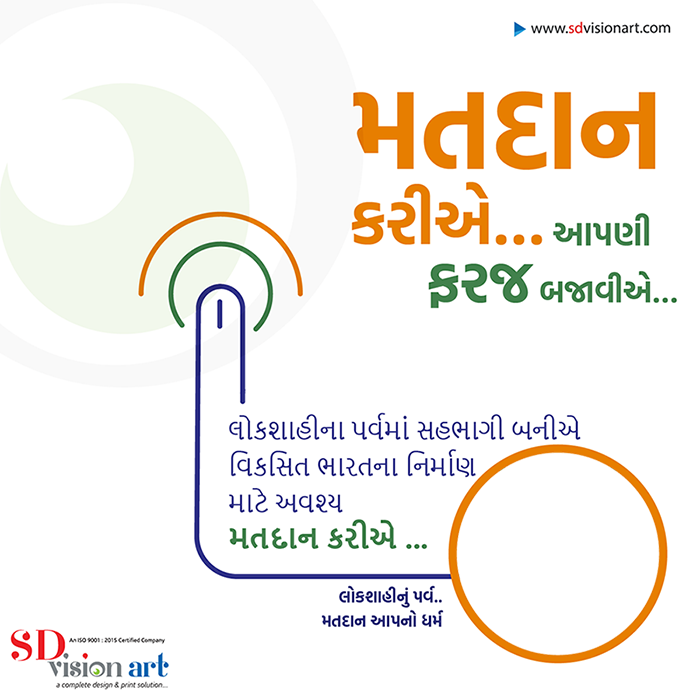 www.sdvisionart.com
મતદાન
કરીએ... આપણી
ફરજ બજાવીએ...
લોકશાહીના પર્વમાં સહભાગી બનીએ
વિકસિત ભારતના નિર્માણ
માટે અવશ્ય
મતદાન કરીએ ...
લોકશાહીનું પર્વ..
મતદાન આપનો ધર્મ
An ISO 9001 : 2015 Certified Company
SD
vision art
a complete design & print solution...